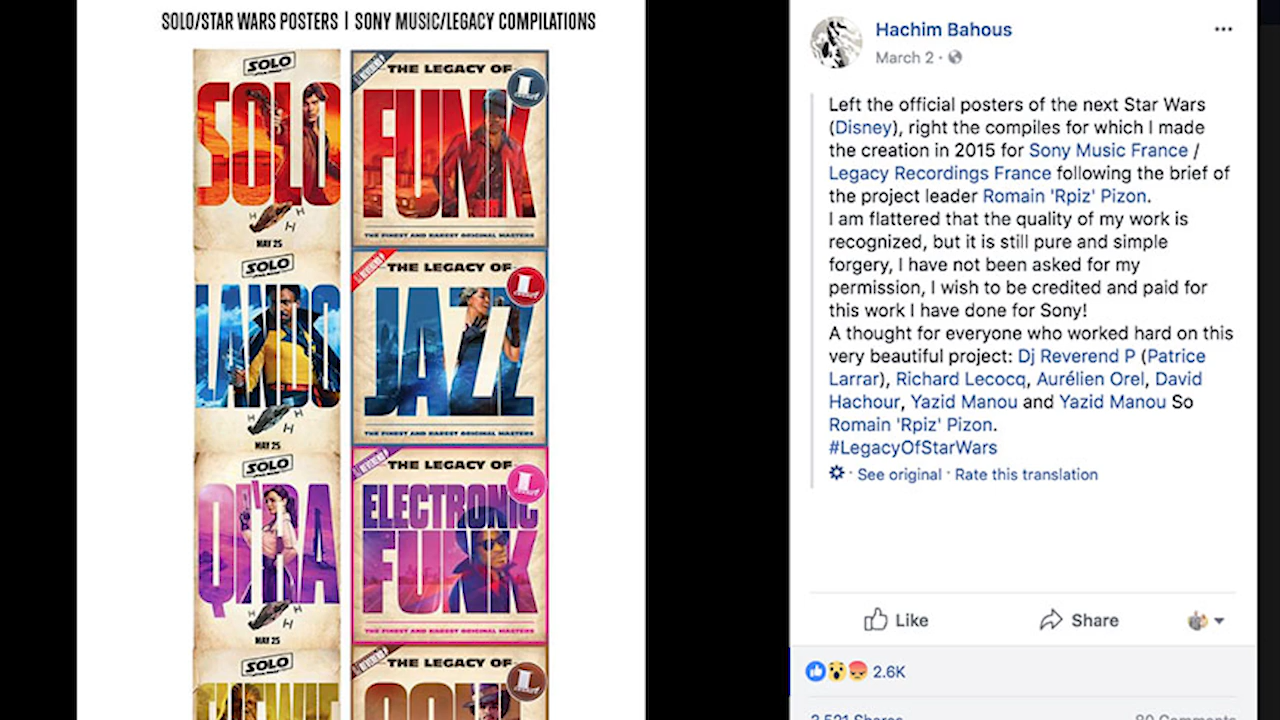 SOLO/STAR WARS POSTERS | SONY MUSIC/LEGACY COMPILATIONS
SOLO
SOLO
MAY 25
THE LEGACY OF
FUNK
THE FINEST AND RAREST ORIGINAL MASTERS
SOLO
LANDO
MAY 25
THE LEGACY OF
JAZZ
THE FINEST AND RAREST ORIGINAL MASTERS
SOLO
QI'RA
MAY 25
THE LEGACY OF
ELECTRONIC
FUNK
THE FINEST AND RAREST ORIGINAL MASTERS
SOLO
THE LEGACY OF
Hachim Bahous
March 2 ·
Left the official posters of the next Star Wars
(Disney), right the compiles for which I made
the creation in 2015 for Sony Music France /
Legacy Recordings France following the brief of
the project leader Romain 'Rpiz' Pizon.
I am flattered that the quality of my work is
recognized, but it is still pure and simple
forgery, I have not been asked for my
permission, I wish to be credited and paid for
this work I have done for Sony!
A thought for everyone who worked hard on this
very beautiful project: Dj Reverend P (Patrice
Larrar), Richard Lecocq, Aurélien Orel, David
Hachour, Yazid Manou and Yazid Manou So
Romain 'Rpiz' Pizon.
#LegacyOfStarWars
· See original · Rate this translation
Like
Share
2.6K